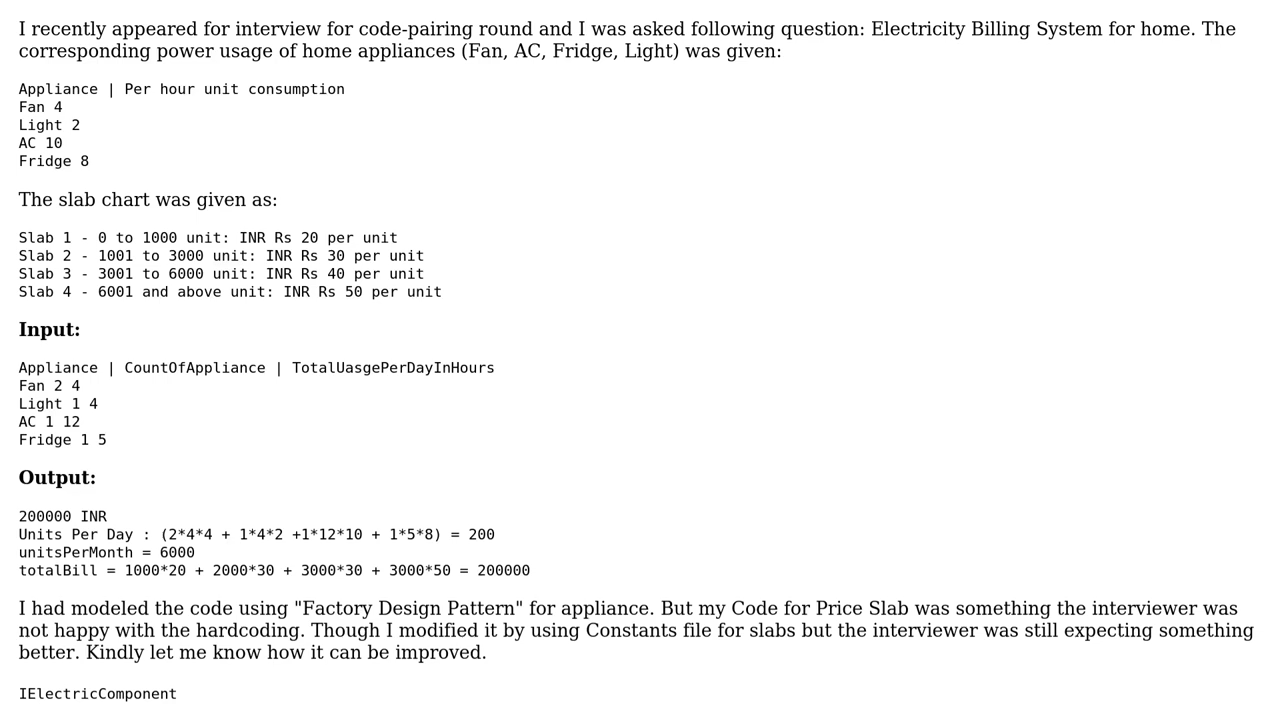 I recently appeared for interview for code-pairing round and I was asked following question: Electricity Billing System for home. The
corresponding power usage of home appliances (Fan, AC, Fridge, Light) was given:
Appliance | Per hour unit consumption
Fan 4
Light 2
AC 10
Fridge 8
The slab chart was given as:
Slab 1 - 0 to 1000 unit: INR Rs 20 per unit
Slab 2 - 1001 to 3000 unit: INR Rs 30 per unit
Slab 3 - 3001 to 6000 unit: INR Rs 40 per unit
Slab 4 - 6001 and above unit: INR Rs 50 per unit
Input:
Appliance | CountOfAppliance | TotalUasgePerDayInHours
Fan 2 4
Light 1 4
AC 1 12
Fridge 1 5
Output:
200000 INR
Units Per Day : (2*4*4 + 1*4*2 +1*12*10 + 1*5*8) = 200
unitsPerMonth = 6000
totalBill = 1000*20 + 2000*30 + 3000*30 + 3000*50 = 200000
I had modeled the code using "Factory Design Pattern" for appliance. But my Code for Price Slab was something the interviewer was
not happy with the hardcoding. Though I modified it by using Constants file for slabs but the interviewer was still expecting something
better. Kindly let me know how it can be improved.
IElectricComponent